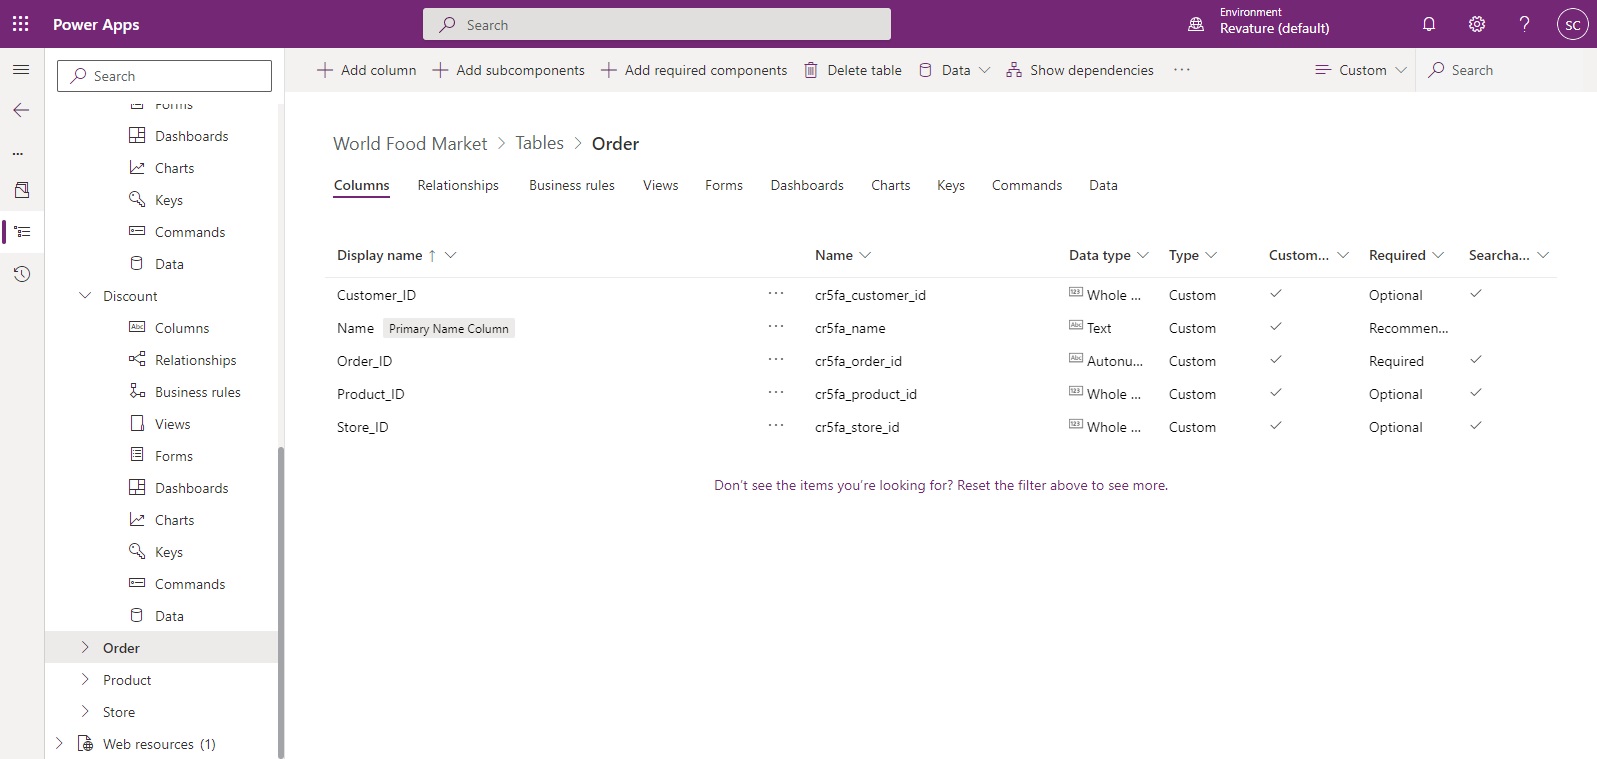 Power Apps
Search
Environment
Revature (default)
?
SC
Search
Add column
Add subcomponents
Add required components
Delete table
Data
Show dependencies
...
Custom
Search
...
Forms
Dashboards
Charts
Keys
Commands
Data
Discount
Abc Columns
Relationships
Business rules
Views
Forms
Dashboards
Charts
Keys
Commands
Data
Order
Product
Store
Web resources (1)
World Food Market > Tables > Order
Columns Relationships Business rules Views Forms Dashboards Charts Keys Commands Data
Display name ↑ Name Data type Type Custom... Required Searcha...
Customer_ID ... cr5fa_customer_id 123 Whole ... Custom ✓ Optional ✓
Name Primary Name Column ... cr5fa_name Abc Text Custom ✓ Recommen...
Order_ID ... cr5fa_order_id Abc Autonu... Custom ✓ Required ✓
Product_ID ... cr5fa_product_id 123 Whole ... Custom ✓ Optional ✓
Store_ID ... cr5fa_store_id 123 Whole ... Custom ✓ Optional ✓
Don't see the items you're looking for? Reset the filter above to see more.